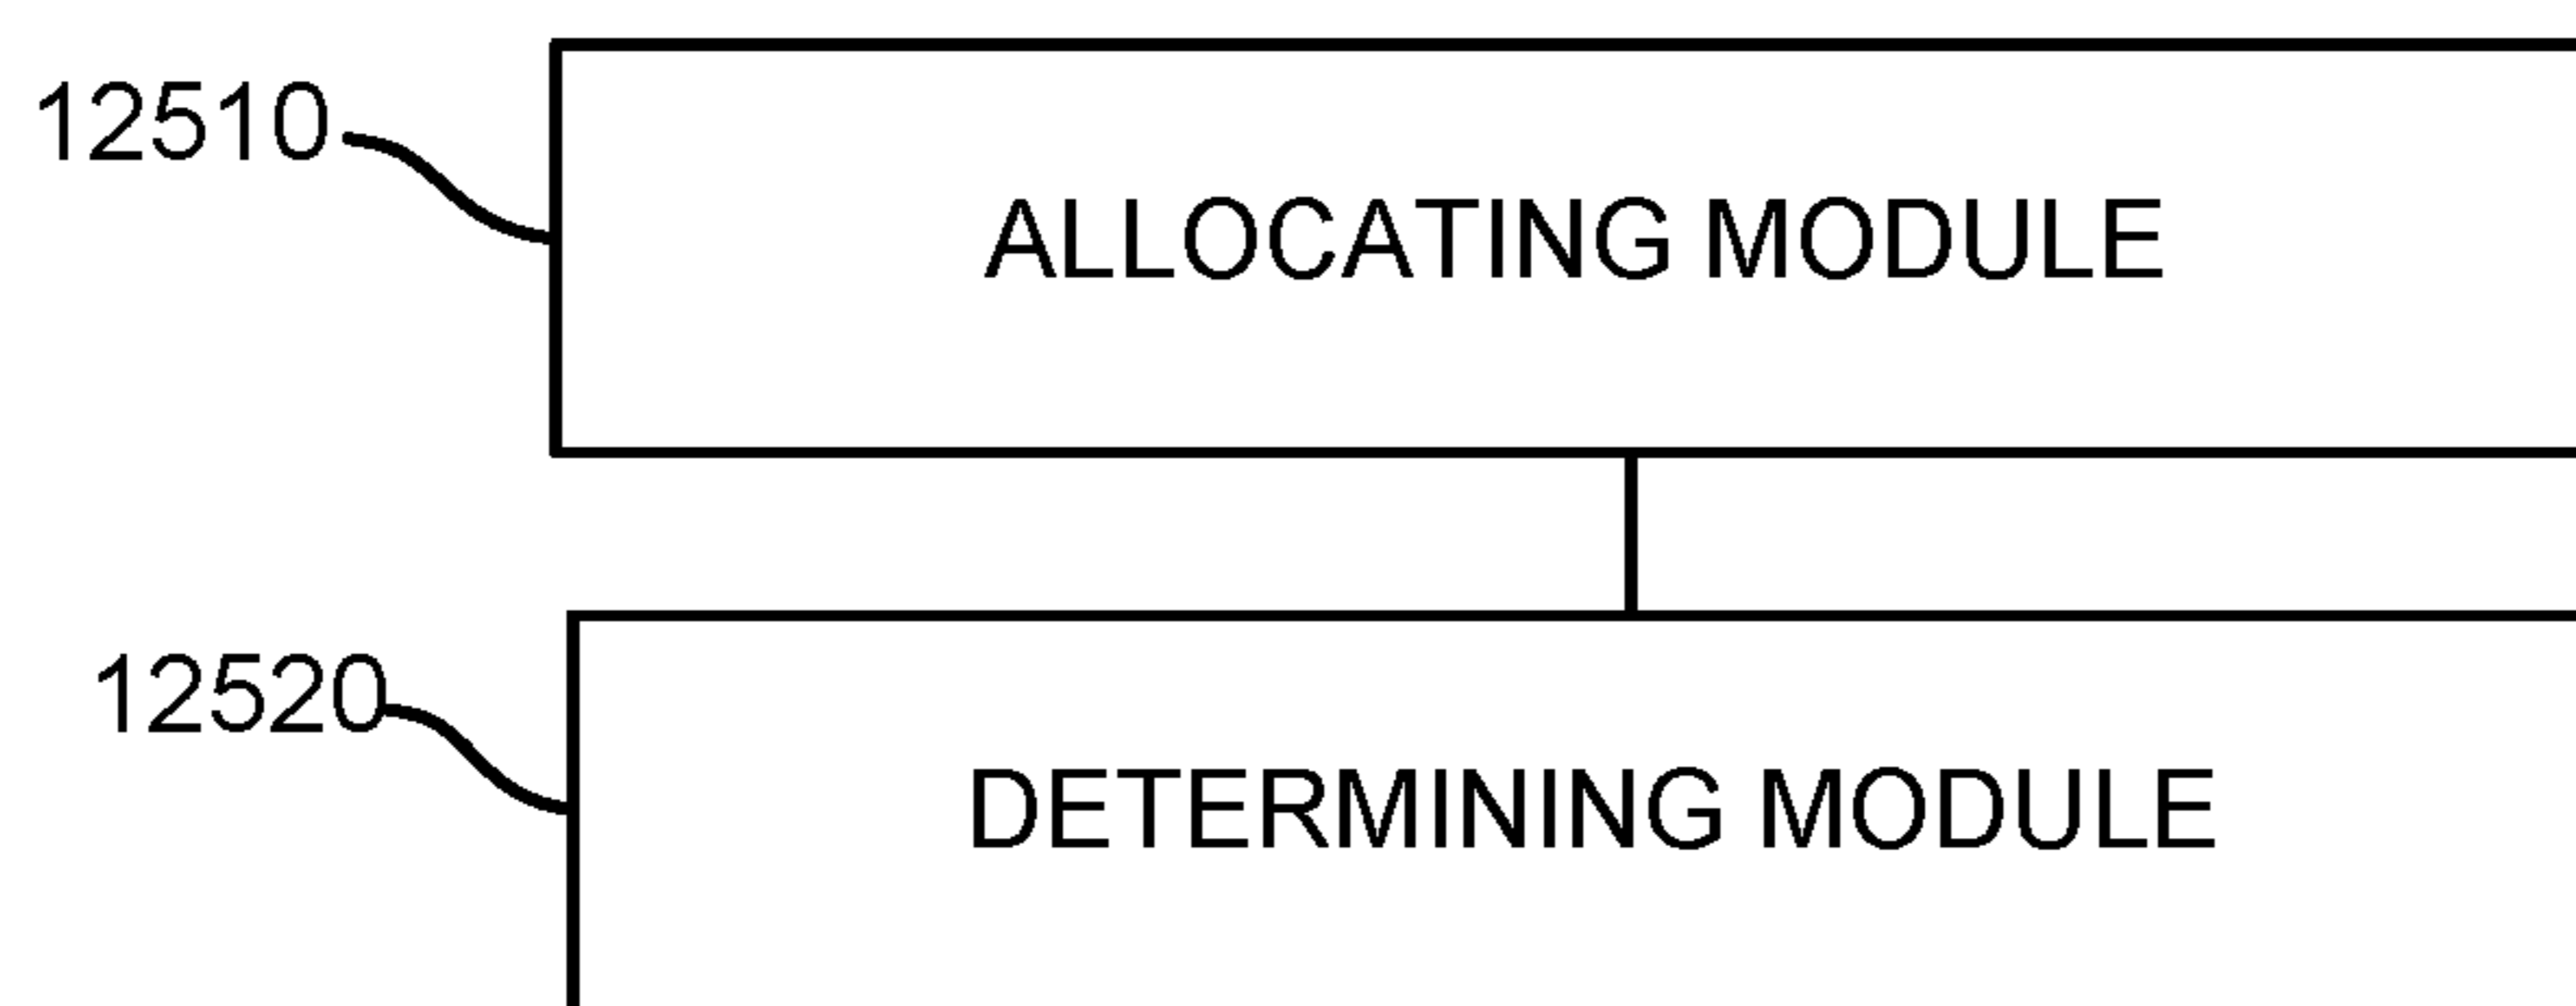 12510
ALLOCATING MODULE
12520
DETERMINING MODULE